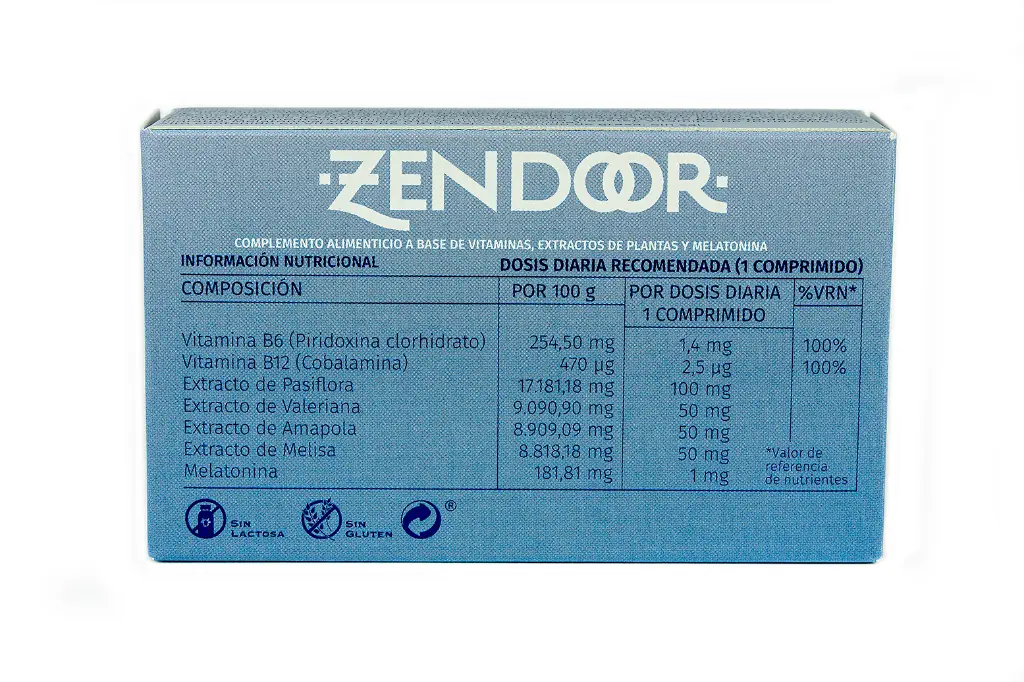 ZENDOOR
COMPLEMENTO ALIMENTICIO A BASE DE VITAMINAS, EXTRACTOS DE PLANTAS Y MELATONINA
INFORMACIÓN NUTRICIONAL DOSIS DIARIA RECOMENDADA (1 COMPRIMIDO)
COMPOSICIÓN POR 100 g POR DOSIS DIARIA %VRN*
1 COMPRIMIDO
Vitamina B6 (Piridoxina clorhidrato) 254,50 mg 1,4 mg 100%
Vitamina B12 (Cobalamina) 470 µg 2,5 µg 100%
Extracto de Pasiflora 17.181,18 mg 100 mg
Extracto de Valeriana 9.090,90 mg 50 mg
Extracto de Amapola 8.909,09 mg 50 mg
Extracto de Melisa 8.818,18 mg 50 mg
Melatonina 181,81 mg 1 mg
*Valor de
referencia
de nutrientes
SIN
LACTOSA
SIN
GLUTEN
®